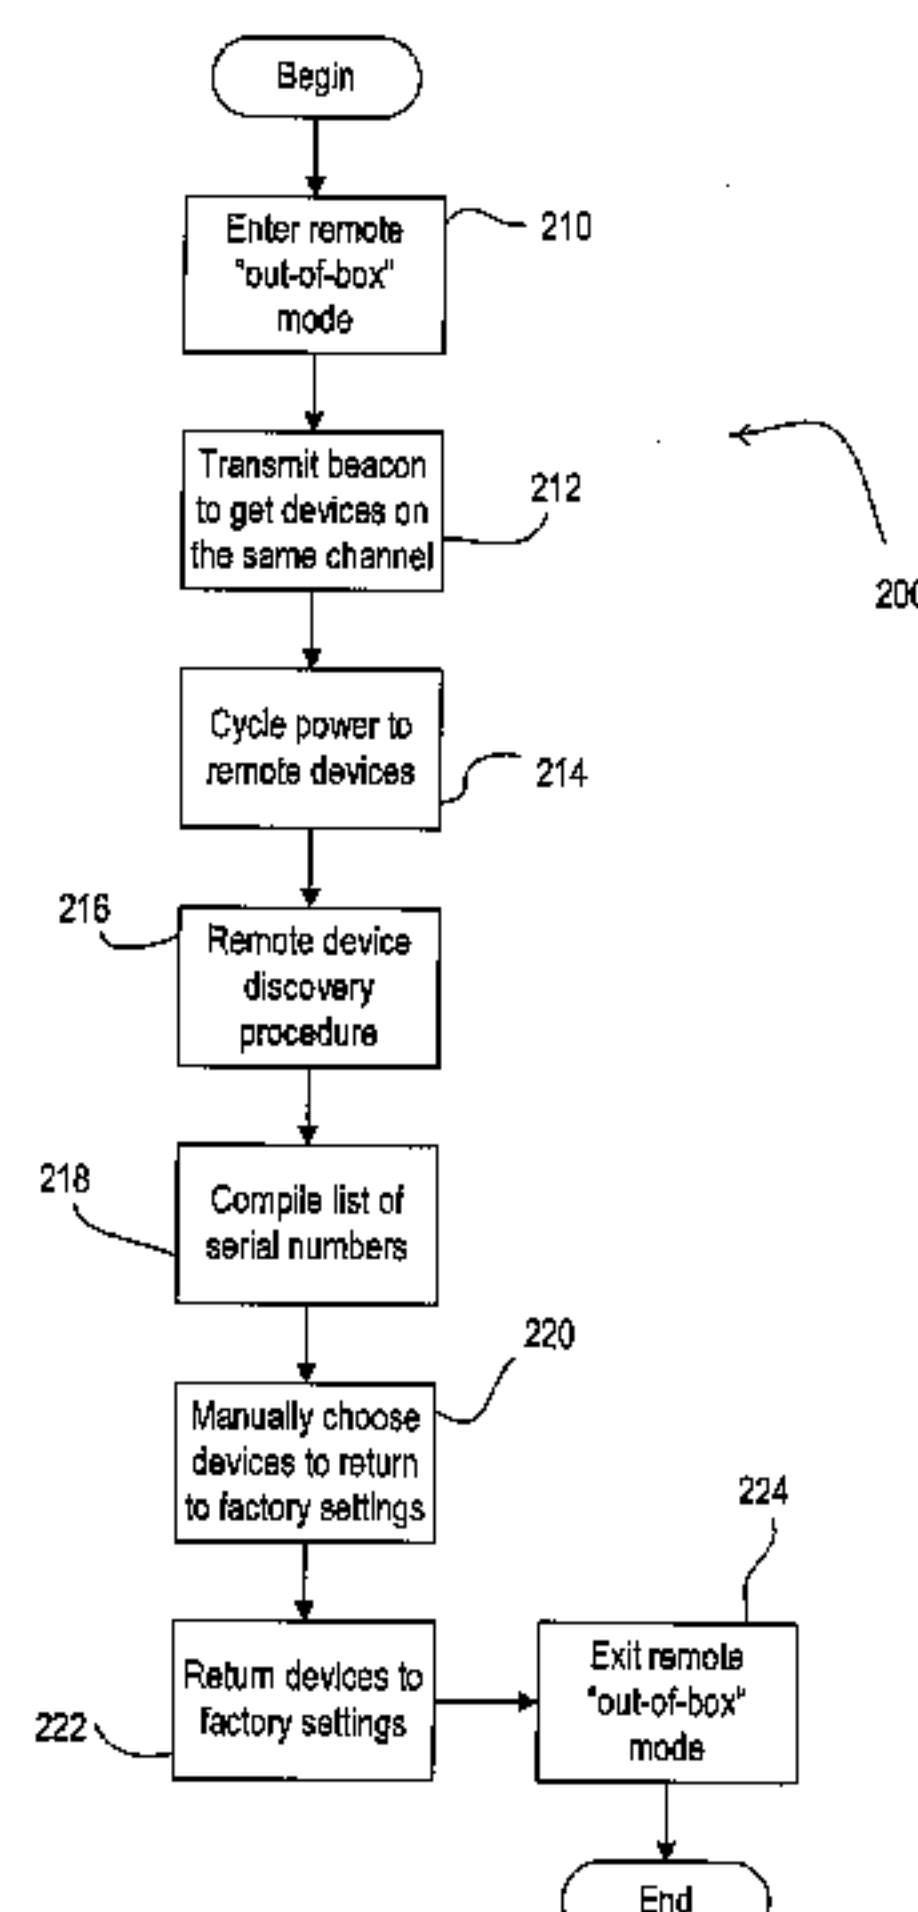 Begin
Enter remote
"out-of-box"
mode
210
Transmit beacon
to get devices on
the same channel
212
200
Cycle power to
remote devices
214
216
Remote device
discovery
procedure
218
Compile list of
serial numbers
220
Manually choose
devices to return
to factory settings
224
Return devices to
factory settings
222
Exit remote
"out-of-box"
mode
End